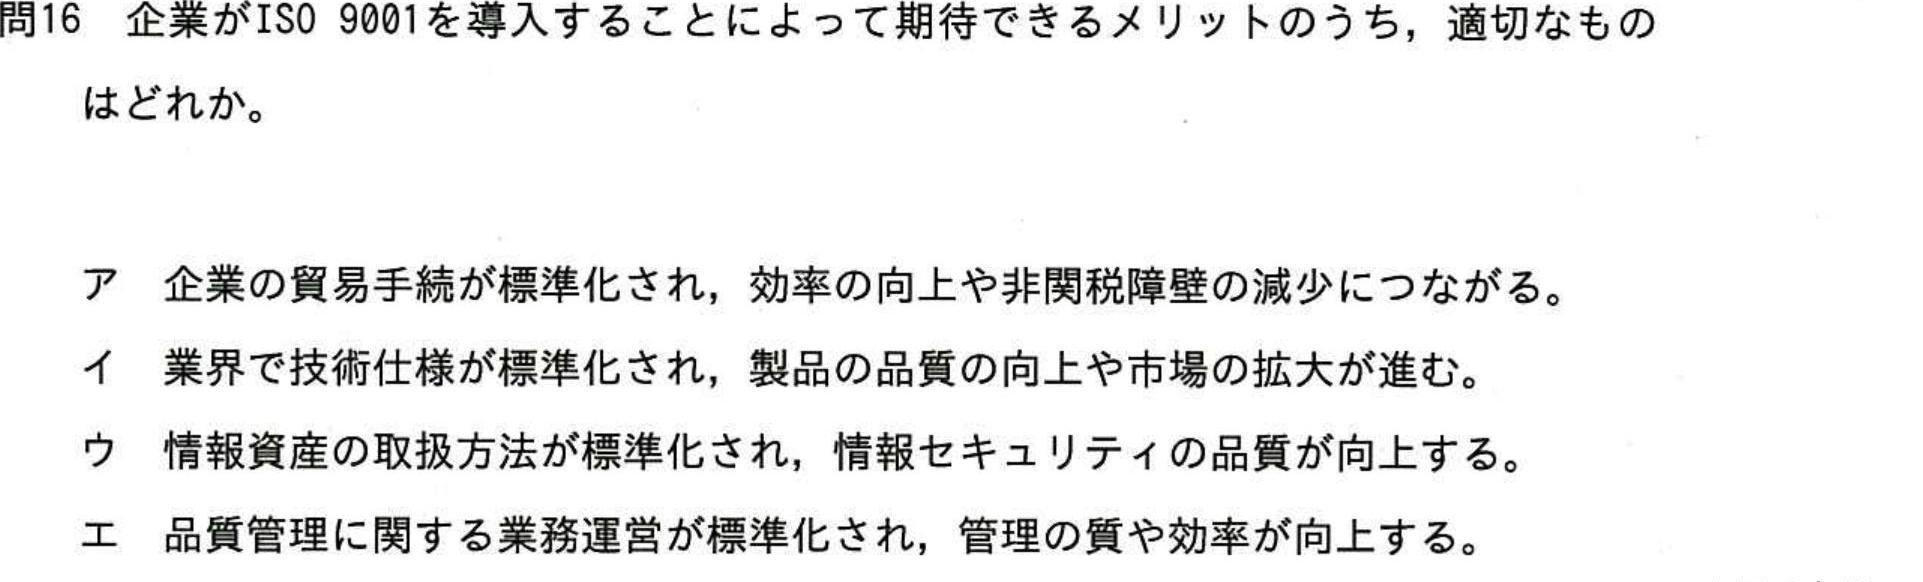 問16 企業がISO 9001を導入することによって期待できるメリットのうち，適切なもの
はどれか。
ア 企業の貿易手続が標準化され，効率の向上や非関税障壁の減少につながる。
イ 業界で技術仕様が標準化され，製品の品質の向上や市場の拡大が進む。
ウ 情報資産の取扱方法が標準化され，情報セキュリティの品質が向上する。
エ 品質管理に関する業務運営が標準化され，管理の質や効率が向上する。